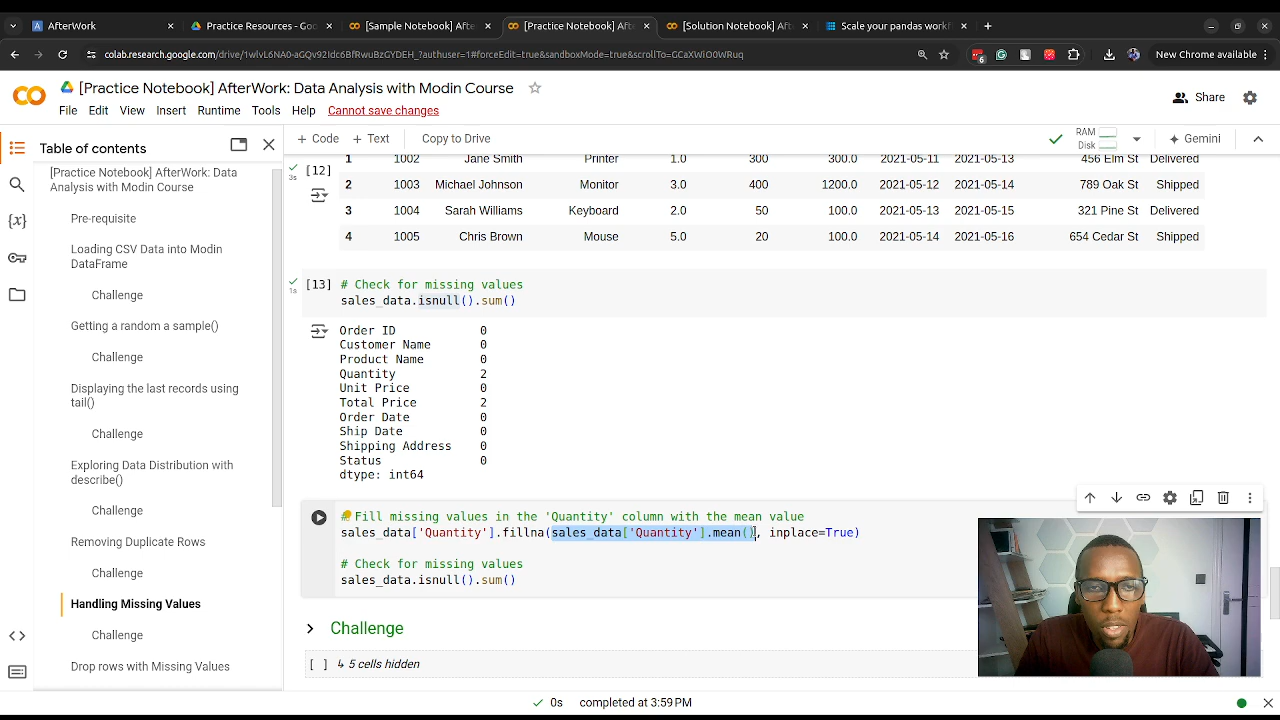 AfterWork
Practice Resources - Goo
[Sample Notebook] Afte
[Practice Notebook] Aft
[Solution Notebook] Afte
Scale your pandas workf
colab.research.google.com/drive/1wlvL6NA0-aGQv92Idc6BfRwuBzGYDEH_?authuser=1#forceEdit=true&sandboxMode=true&scrollTo=GCaXWiO0WRuq
New Chrome available
[Practice Notebook] AfterWork: Data Analysis with Modin Course
File Edit View Insert Runtime Tools Help Cannot save changes
Share
+ Code + Text Copy to Drive
RAM
Disk
Gemini
Table of contents
[Practice Notebook] AfterWork: Data
Analysis with Modin Course
Pre-requisite
Loading CSV Data into Modin
DataFrame
Challenge
Getting a random a sample()
Challenge
Displaying the last records using
tail()
Challenge
Exploring Data Distribution with
describe()
Challenge
Removing Duplicate Rows
Challenge
Handling Missing Values
Challenge
Drop rows with Missing Values
[12]
3s
1 1002 Jane Smith Printer 1.0 300 300.0 2021-05-11 2021-05-13 456 Elm St Delivered
2 1003 Michael Johnson Monitor 3.0 400 1200.0 2021-05-12 2021-05-14 789 Oak St Shipped
3 1004 Sarah Williams Keyboard 2.0 50 100.0 2021-05-13 2021-05-15 321 Pine St Delivered
4 1005 Chris Brown Mouse 5.0 20 100.0 2021-05-14 2021-05-16 654 Cedar St Shipped
[13] # Check for missing values
1s
sales_data.isnull().sum()
Order ID 0
Customer Name 0
Product Name 0
Quantity 2
Unit Price 0
Total Price 2
Order Date 0
Ship Date 0
Shipping Address 0
Status 0
dtype: int64
# Fill missing values in the 'Quantity' column with the mean value
sales_data['Quantity'].fillna(sales_data['Quantity'].mean(), inplace=True)
# Check for missing values
sales_data.isnull().sum()
Challenge
[ ] ↳ 5 cells hidden
0s completed at 3:59 PM